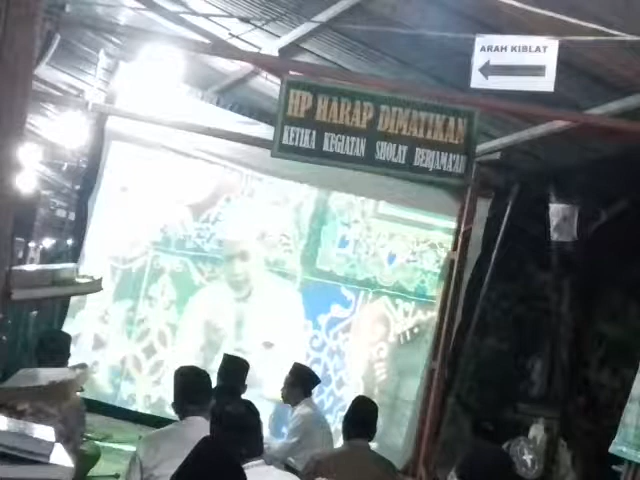 ARAH KIBLAT
HP HARAP DIMATIKAN
KETIKA KEGIATAN SHOLAT BERJAMA'AH